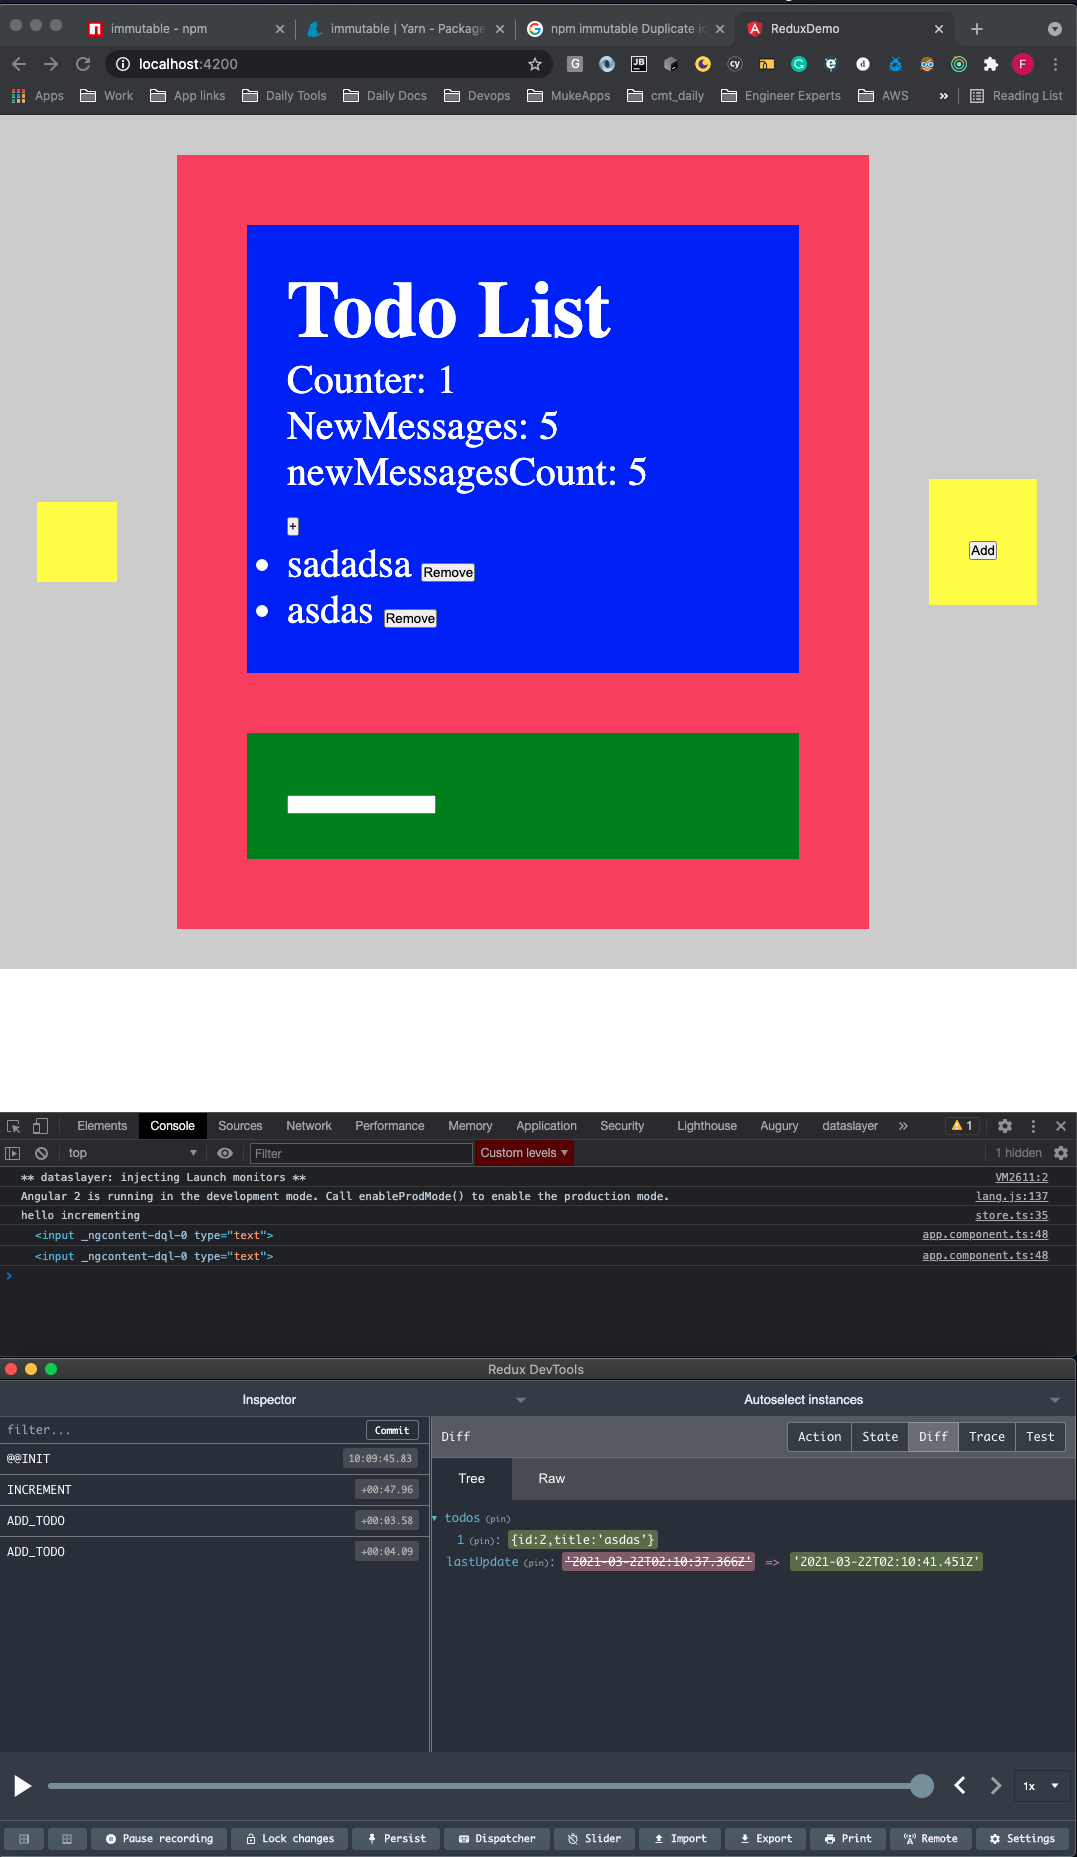 immutable - npm
immutable | Yarn - Package
npm immutable Duplicate ic
ReduxDemo
localhost:4200
Apps Work App links Daily Tools Daily Docs Devops MukeApps cmt_daily Engineer Experts AWS » Reading List
Todo List
Counter: 1
NewMessages: 5
newMessagesCount: 5
+
sadadsa Remove
asdas Remove
Add
Elements Console Sources Network Performance Memory Application Security Lighthouse Augury dataslayer » 1
top Filter Custom levels 1 hidden
** dataslayer: injecting Launch monitors ** VM2611:2
Angular 2 is running in the development mode. Call enableProdMode() to enable the production mode. lang.js:137
hello incrementing store.ts:35
<input _ngcontent-dql-0 type="text"> app.component.ts:48
<input _ngcontent-dql-0 type="text"> app.component.ts:48
Redux DevTools
Inspector Autoselect instances
filter... Commit
@@INIT 10:09:45.83
INCREMENT +00:47.96
ADD_TODO +00:03.58
ADD_TODO +00:04.09
Diff Action State Diff Trace Test
Tree Raw
todos (pin)
1 (pin): {id:2,title:'asdas'}
lastUpdate (pin): '2021-03-22T02:10:37.366Z' => '2021-03-22T02:10:41.451Z'
1x
Pause recording Lock changes Persist Dispatcher Slider Import Export Print Remote Settings